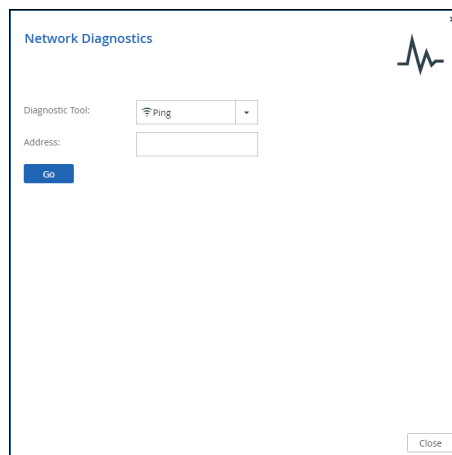 Network Diagnostics
Diagnostic Tool:
Ping
Address:
Go
Close